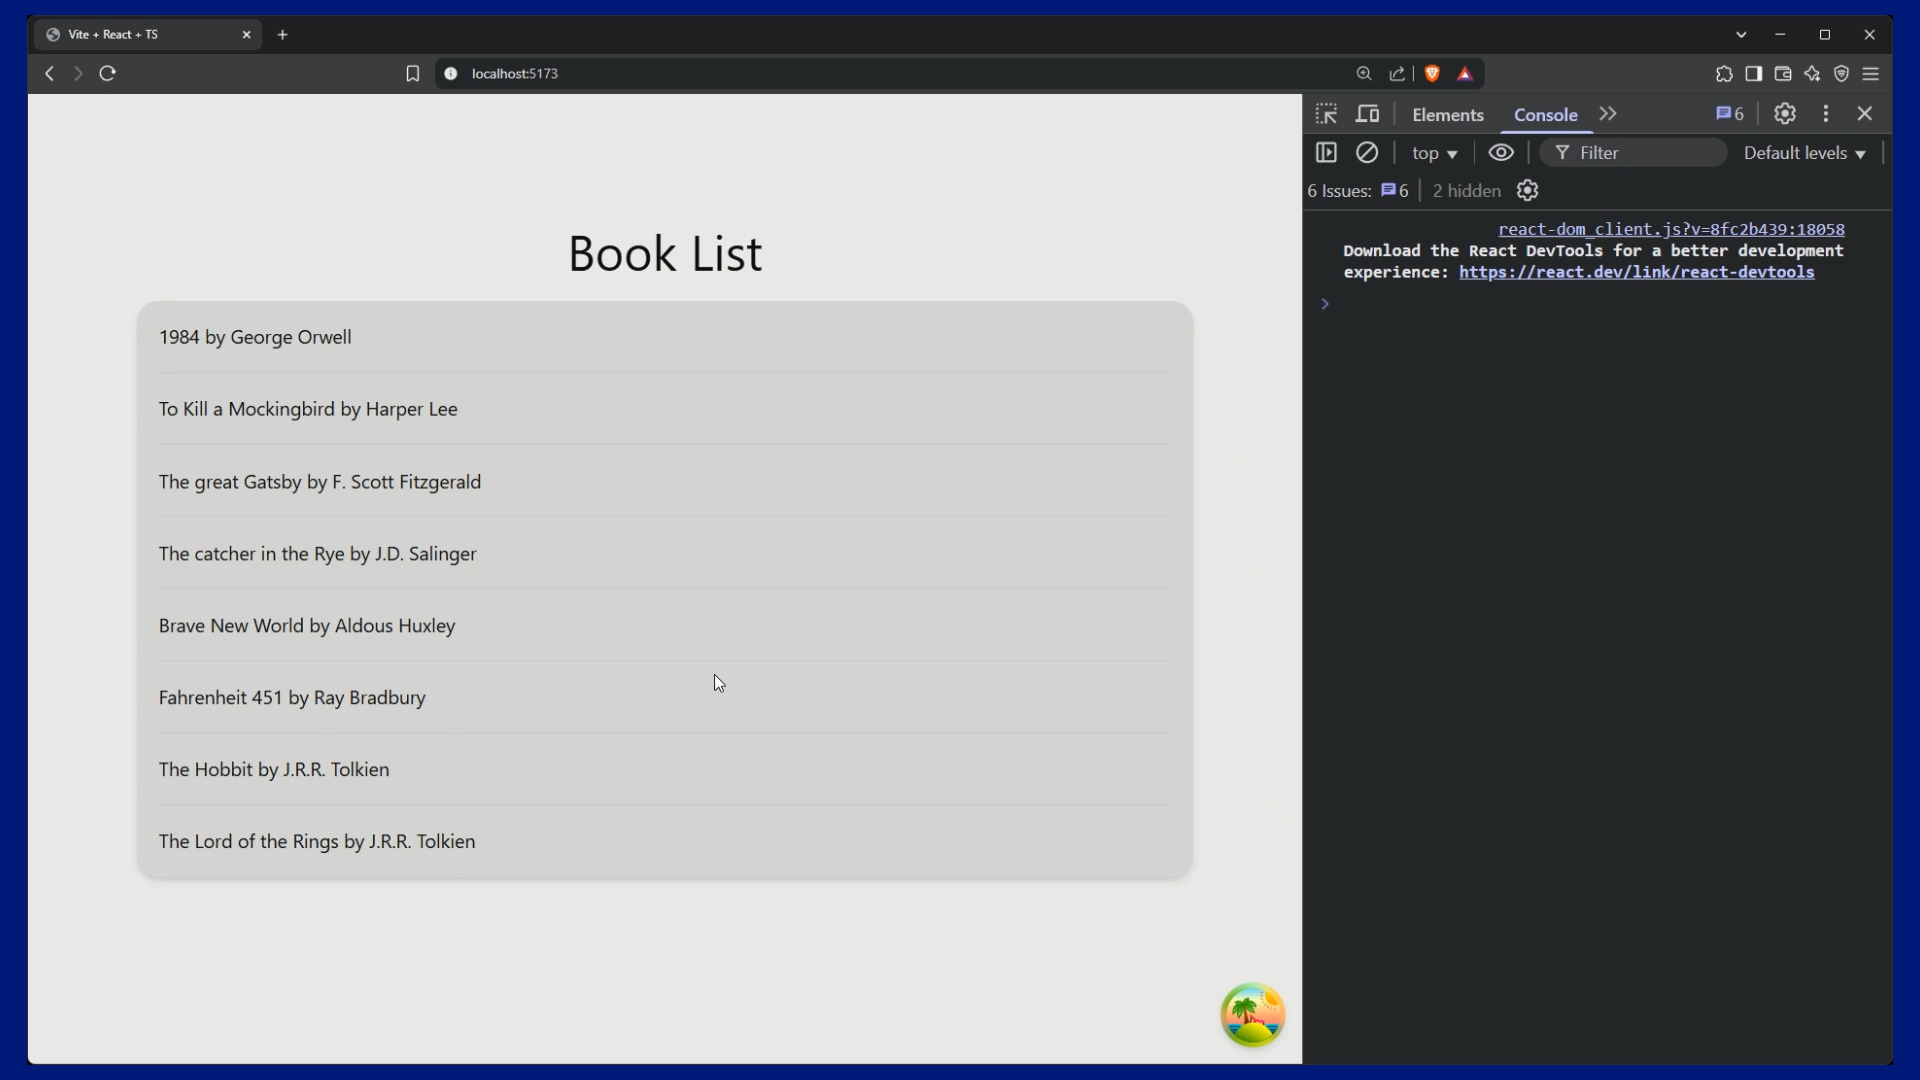 Vite + React + TS
localhost:5173
Elements
Console
6
top
Filter
Default levels
6 Issues: 6
2 hidden
react-dom_client.js?v=8fc2b439:18058
Download the React DevTools for a better development
experience: https://react.dev/link/react-devtools
Book List
1984 by George Orwell
To Kill a Mockingbird by Harper Lee
The great Gatsby by F. Scott Fitzgerald
The catcher in the Rye by J.D. Salinger
Brave New World by Aldous Huxley
Fahrenheit 451 by Ray Bradbury
The Hobbit by J.R.R. Tolkien
The Lord of the Rings by J.R.R. Tolkien